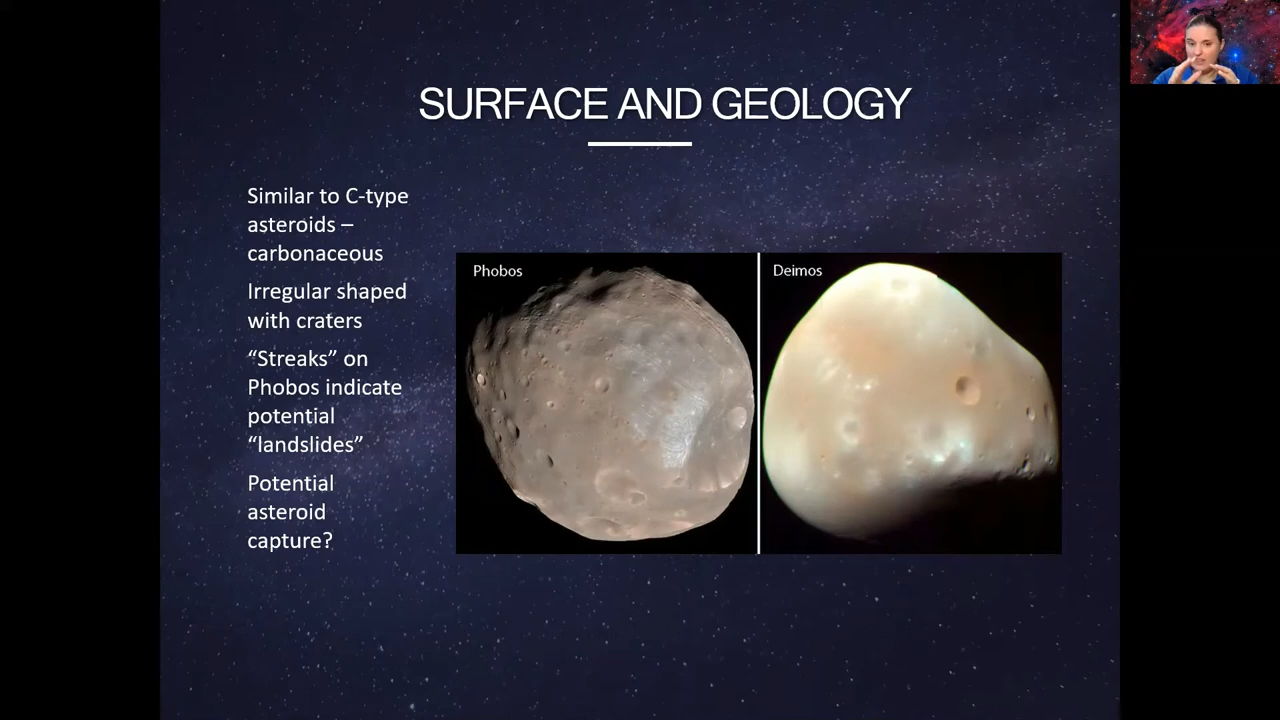 SURFACE AND GEOLOGY
Similar to C-type
asteroids –
carbonaceous
Irregular shaped
with craters
“Streaks” on
Phobos indicate
potential
“landslides”
Potential
asteroid
capture?
Phobos
Deimos